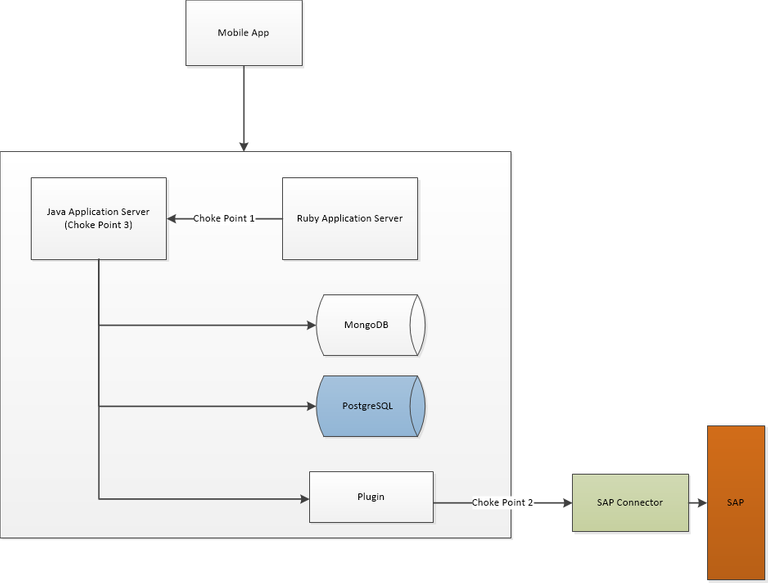 Mobile App
Java Application Server
(Choke Point 3)
Choke Point 1
Ruby Application Server
MongoDB
PostgreSQL
Plugin
Choke Point 2
SAP Connector
SAP